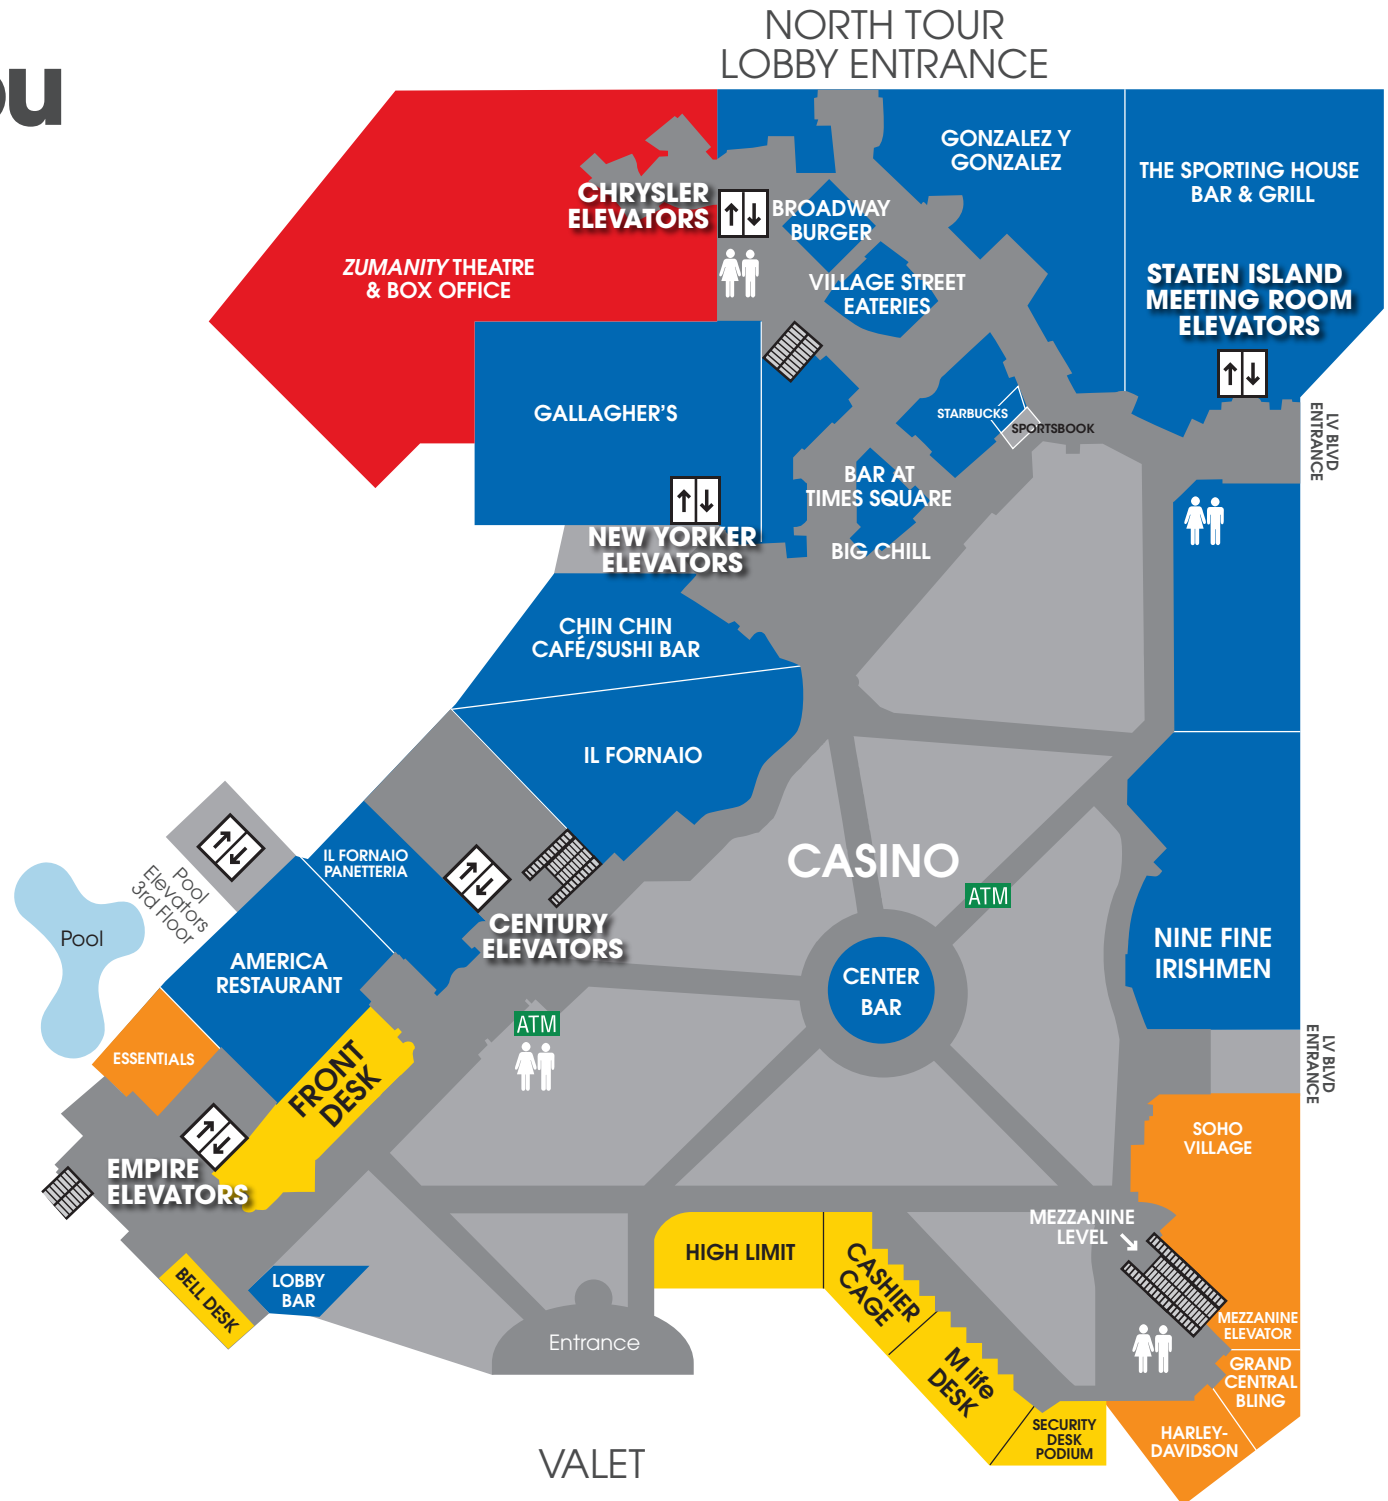 ou
NORTH TOUR
LOBBY ENTRANCE
GONZALEZ Y
GONZALEZ
THE SPORTING HOUSE
BAR & GRILL
CHRYSLER
ELEVATORS
BROADWAY
BURGER
ZUMANITY THEATRE
& BOX OFFICE
VILLAGE STREET
EATERIES
STATEN ISLAND
MEETING ROOM
ELEVATORS
GALLAGHER'S
STARBUCKS
SPORTSBOOK
LV BLVD
ENTRANCE
BAR AT
TIMES SQUARE
BIG CHILL
NEW YORKER
ELEVATORS
CHIN CHIN
CAFÉ/SUSHI BAR
IL FORNAIO
IL FORNAIO
PANETTERIA
Pool
Elevators
3rd Floor
Pool
CASINO
ATM
CENTURY
ELEVATORS
AMERICA
RESTAURANT
CENTER
BAR
NINE FINE
IRISHMEN
ATM
ESSENTIALS
FRONT
DESK
LV BLVD
ENTRANCE
EMPIRE
ELEVATORS
SOHO
VILLAGE
MEZZANINE
LEVEL
HIGH LIMIT
CASHIER
CAGE
BELL DESK
LOBBY
BAR
Entrance
MEZZANINE
ELEVATOR
M life
DESK
GRAND
CENTRAL
BLING
SECURITY
DESK
PODIUM
HARLEY-
DAVIDSON
VALET